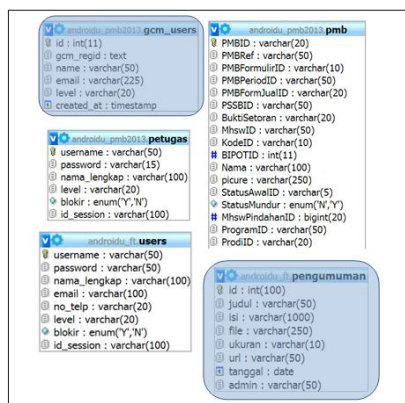 androidu_pmb2013.gcm_users
id : int(11)
gcm_regid : text
name : varchar(50)
email : varchar(225)
level : varchar(20)
created_at : timestamp
androidu_pmb2013.petugas
username : varchar(50)
password : varchar(15)
nama_lengkap : varchar(100)
level : varchar(20)
blokir : enum('Y','N')
id_session : varchar(100)
androidu_ft.users
username : varchar(50)
password : varchar(50)
nama_lengkap : varchar(100)
email : varchar(100)
no_telp : varchar(20)
level : varchar(20)
blokir : enum('Y','N')
id_session : varchar(100)
androidu_pmb2013.pmb
PMBID : varchar(20)
PMBRef : varchar(50)
PMBFormulirID : varchar(10)
PMBPeriodID : varchar(50)
PMBFormJualID : varchar(20)
PSSBID : varchar(50)
BuktiSetoran : varchar(20)
MhswID : varchar(50)
KodeID : varchar(10)
BIPOTID : int(11)
Nama : varchar(100)
picure : varchar(250)
StatusAwalID : varchar(5)
StatusMundur : enum('N','Y')
MhswPindahanID : bigint(20)
ProgramID : varchar(50)
ProdiID : varchar(20)
androidu_ft.pengumuman
id : int(100)
judul : varchar(50)
isi : varchar(1000)
file : varchar(250)
ukuran : varchar(10)
url : varchar(50)
tanggal : date
admin : varchar(50)